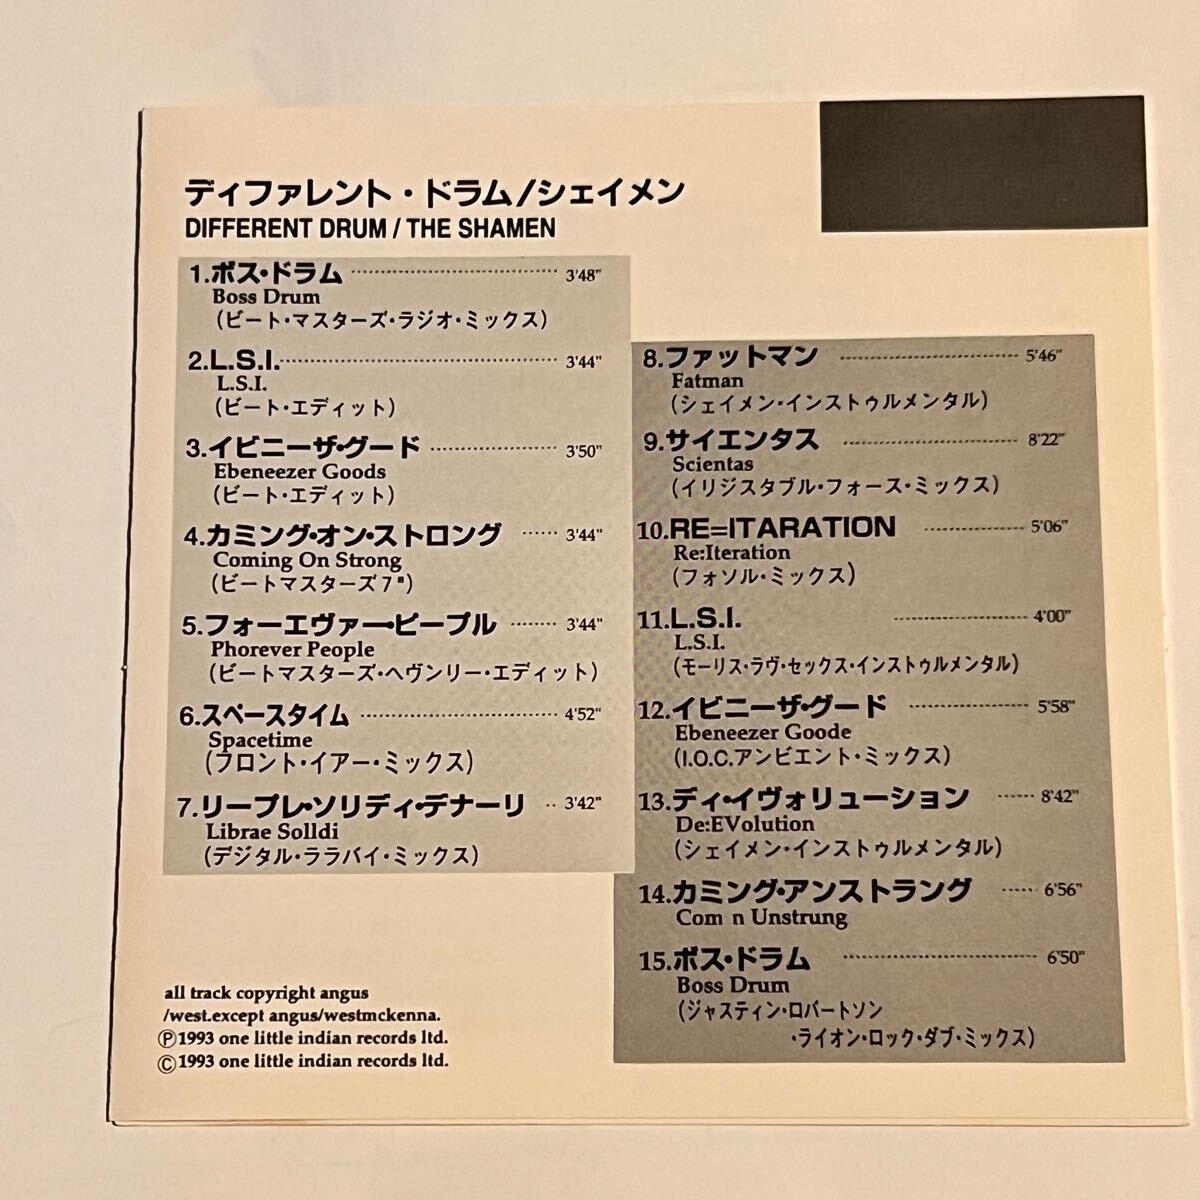 ディファレント・ドラム/シェイメン
DIFFERENT DRUM / THE SHAMEN
1.ボス・ドラム ………………………… 3'48"
Boss Drum
(ビート・マスターズ・ラジオ・ミックス)
2.L.S.I.………………………………… 3'44"
L.S.I.
(ビート・エディット)
3.イビニーザ・グード ……………… 3'50"
Ebeneezer Goods
(ビート・エディット)
4.カミング・オン・ストロング …… 3'44"
Coming On Strong
(ビートマスターズ7")
5.フォーエヴァー・ピープル ……… 3'44"
Phorever People
(ビートマスターズ・ヘヴンリー・エディット)
6.スペースタイム ……………………… 4'52"
Spacetime
(フロント・イアー・ミックス)
7.リーブレ・ソリディ・デナーリ ‥ 3'42"
Librae Solldi
(デジタル・ララバイ・ミックス)
all track copyright angus
/west.except angus/westmckenna.
Ⓟ1993 one little indian records ltd.
Ⓒ1993 one little indian records ltd.
8.ファットマン ……………………… 5'46"
Fatman
(シェイメン・インストゥルメンタル)
9.サイエンタス ……………………… 8'22"
Scientas
(イリジスタブル・フォース・ミックス)
10.RE=ITARATION ……………… 5'06"
Re:Iteration
(フォソル・ミックス)
11.L.S.I. ……………… 4'00"
L.S.I.
(モーリス・ラヴ・セックス・インストゥルメンタル)
12.イビニーザ・グード ……………… 5'58"
Ebeneezer Goode
(I.O.C.アンビエント・ミックス)
13.ディ・イヴォリューション …… 8'42"
De:EVolution
(シェイメン・インストゥルメンタル)
14.カミング・アンストラング …… 6'56"
Com n Unstrung
15.ボス・ドラム ……………………… 6'50"
Boss Drum
(ジャスティン・ロバートソン
・ライオン・ロック・ダブ・ミックス)